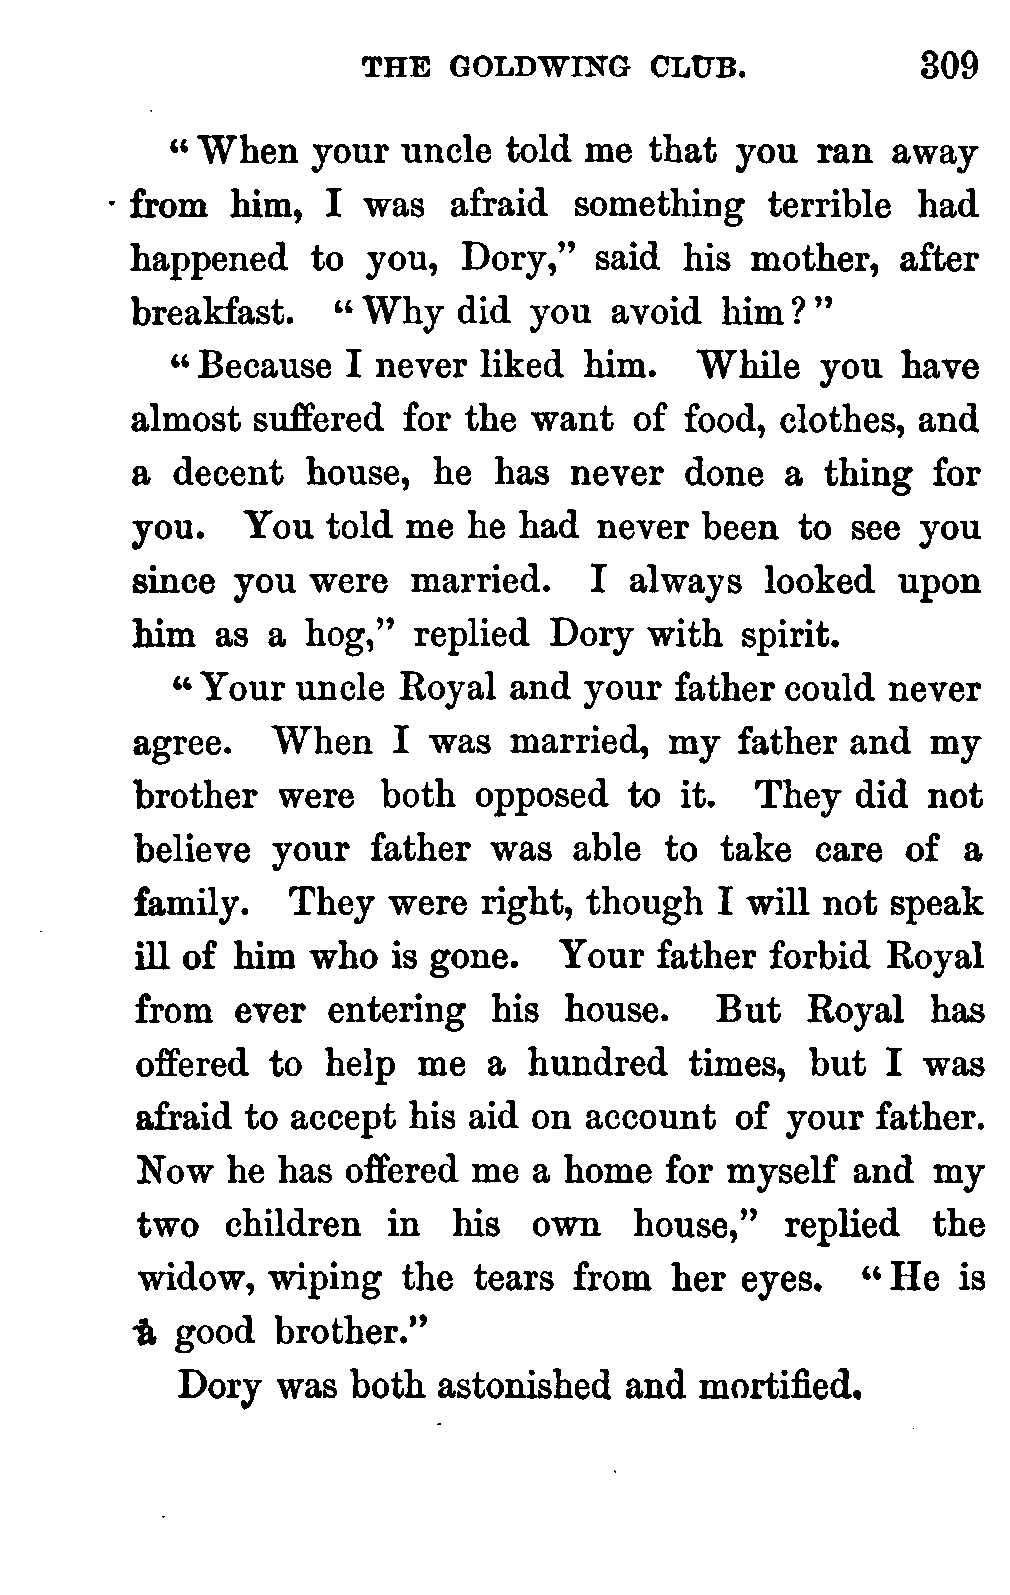 THE GOLDWING CLUB. 309
“When your uncle told me that you ran away
from him, I was afraid something terrible had
happened to you, Dory,” said his mother, after
breakfast. “Why did you avoid him?”
“Because I never liked him. While you have
almost suffered for the want of food, clothes, and
a decent house, he has never done a thing for
you. You told me he had never been to see you
since you were married. I always looked upon
him as a hog,” replied Dory with spirit.
“Your uncle Royal and your father could never
agree. When I was married, my father and my
brother were both opposed to it. They did not
believe your father was able to take care of a
family. They were right, though I will not speak
ill of him who is gone. Your father forbid Royal
from ever entering his house. But Royal has
offered to help me a hundred times, but I was
afraid to accept his aid on account of your father.
Now he has offered me a home for myself and my
two children in his own house,” replied the
widow, wiping the tears from her eyes. “He is
a good brother.”
Dory was both astonished and mortified.